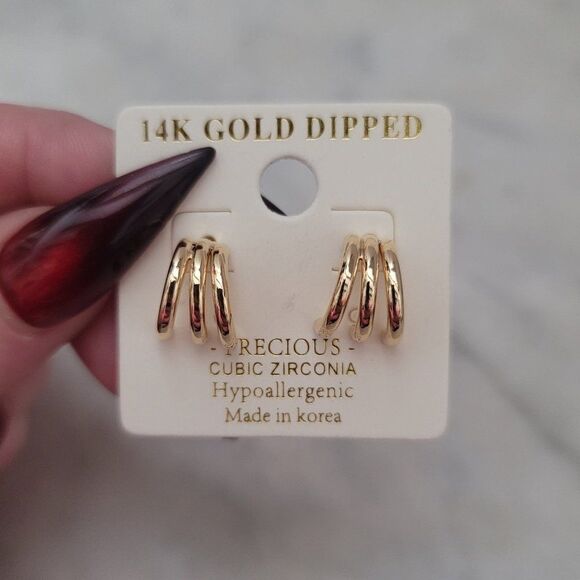 14K GOLD DIPPED
- PRECIOUS -
CUBIC ZIRCONIA
Hypoallergenic
Made in korea